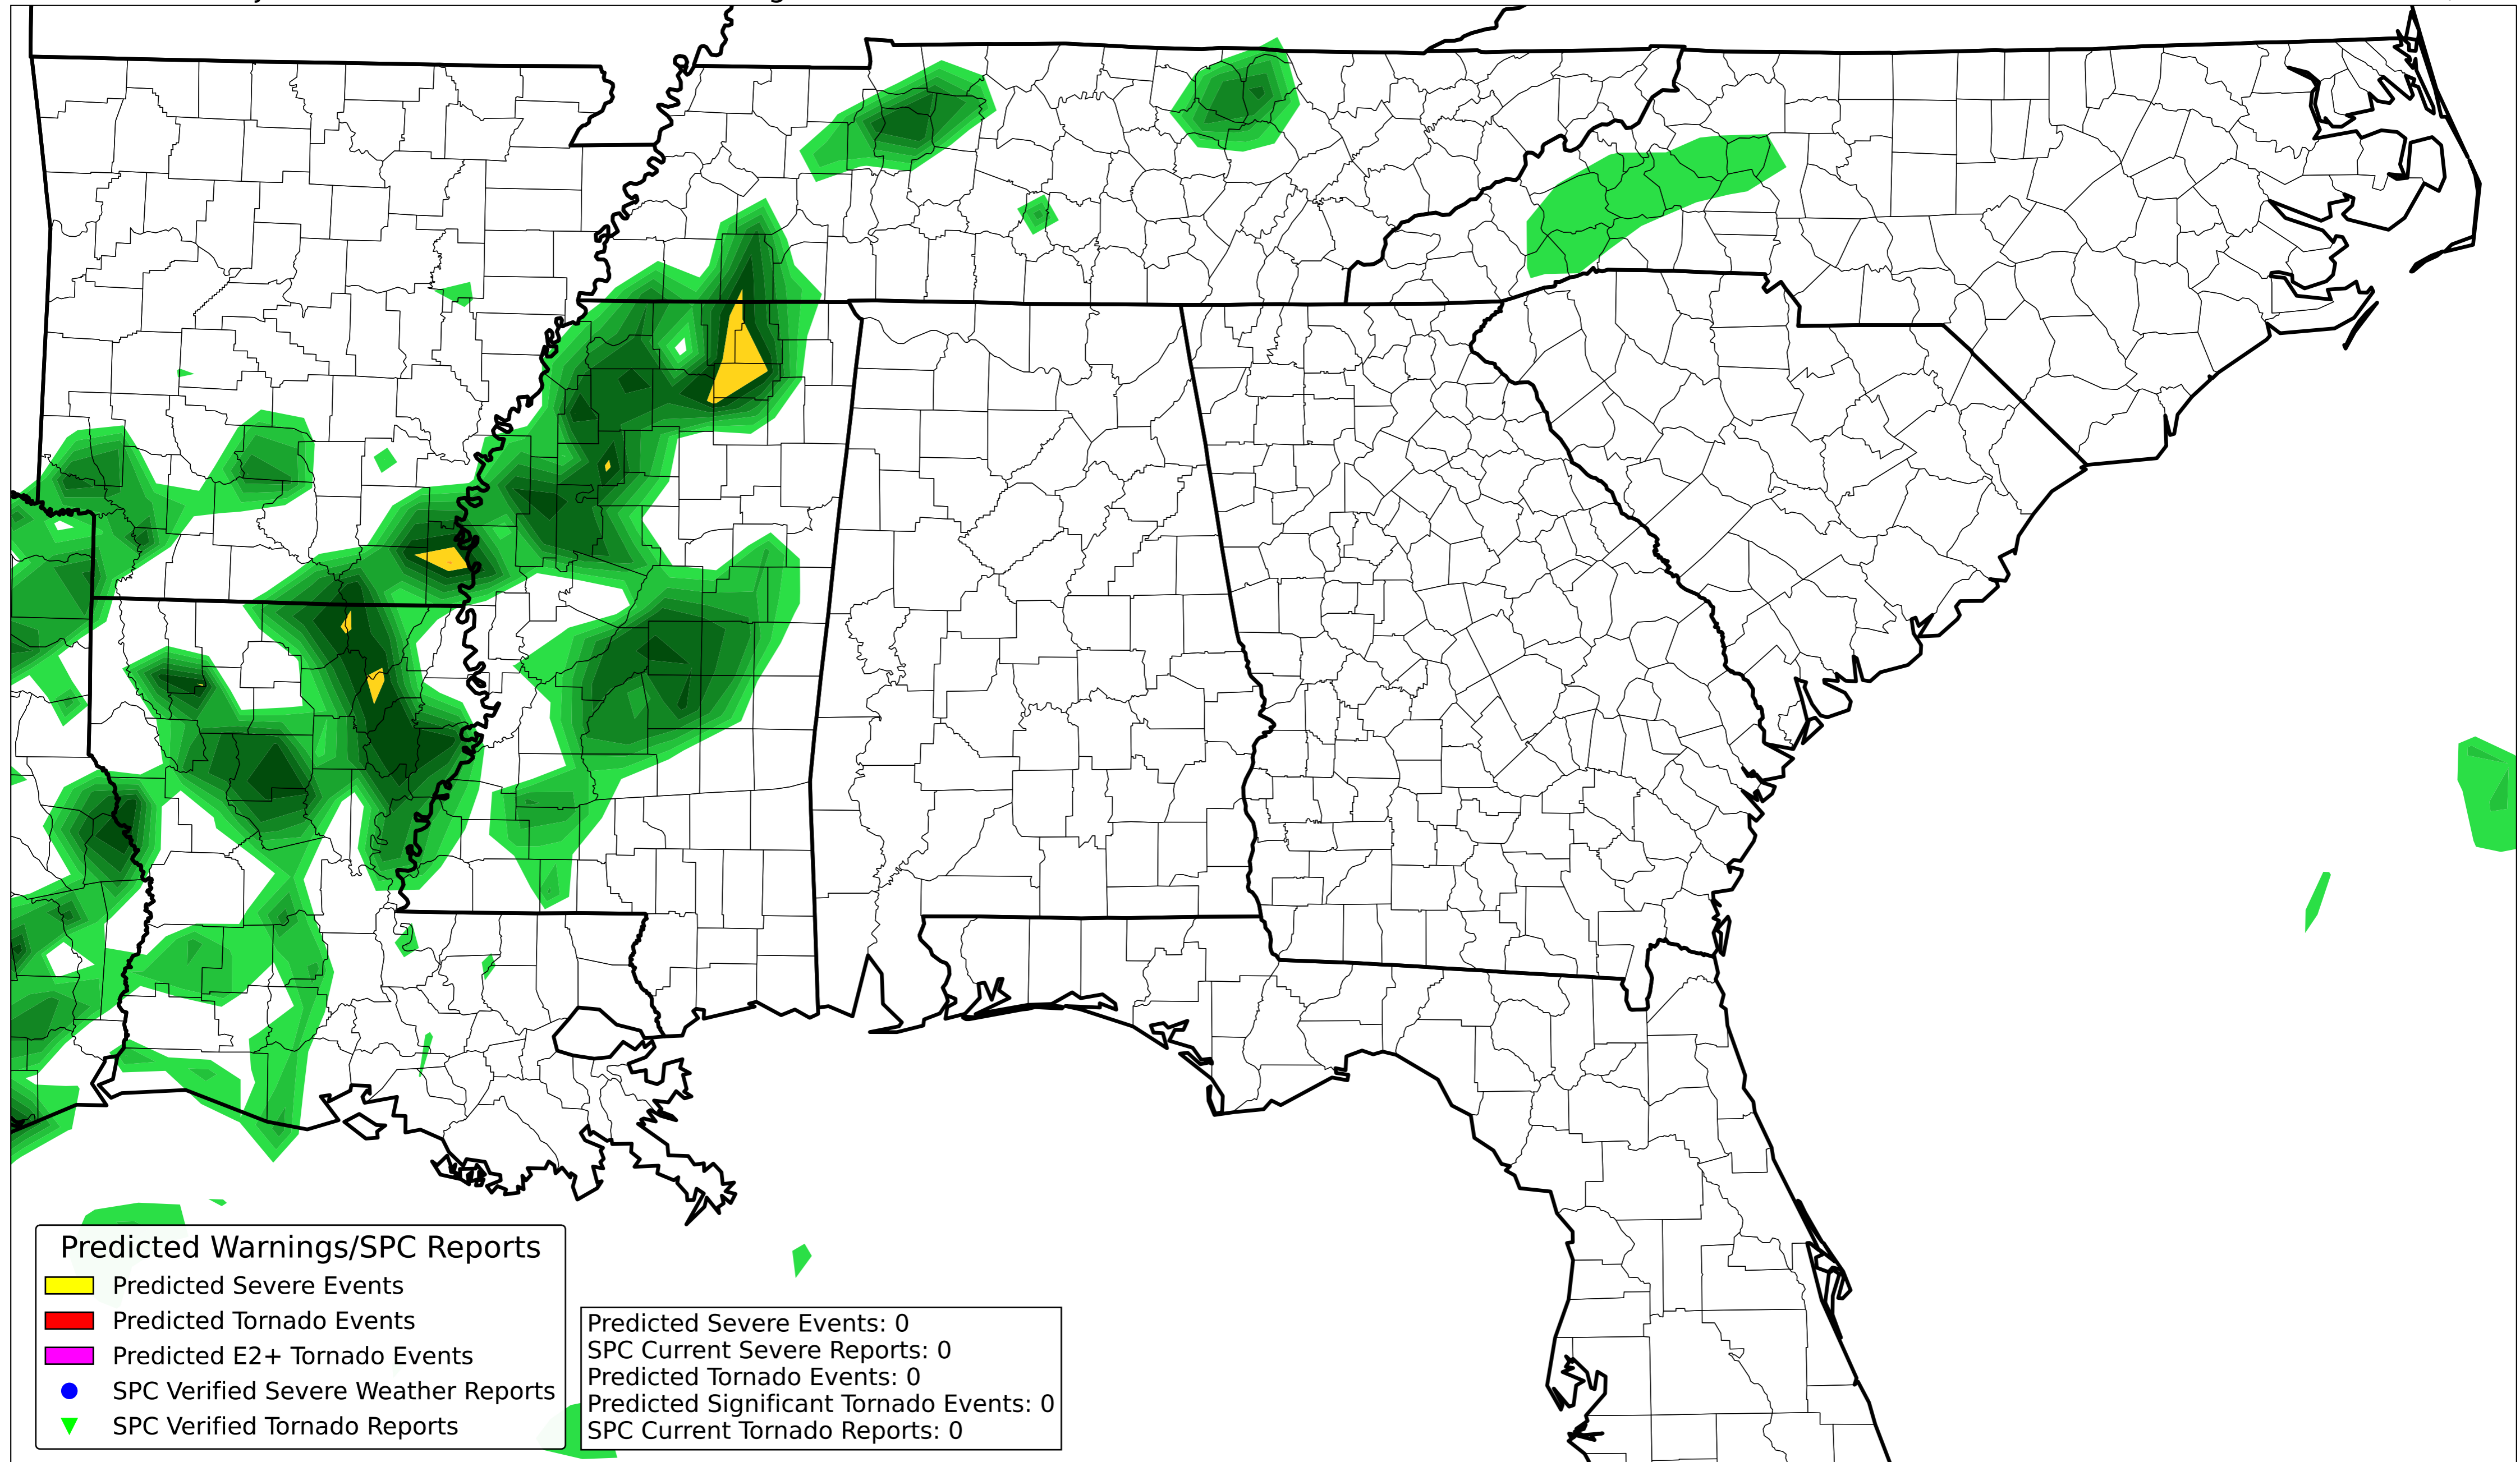 Predicted Warnings/SPC Reports
Predicted Severe Events
Predicted Tornado Events
Predicted E2+ Tornado Events
SPC Verified Severe Weather Reports
SPC Verified Tornado Reports
Predicted Severe Events: 0
SPC Current Severe Reports: 0
Predicted Tornado Events: 0
Predicted Significant Tornado Events: 0
SPC Current Tornado Reports: 0